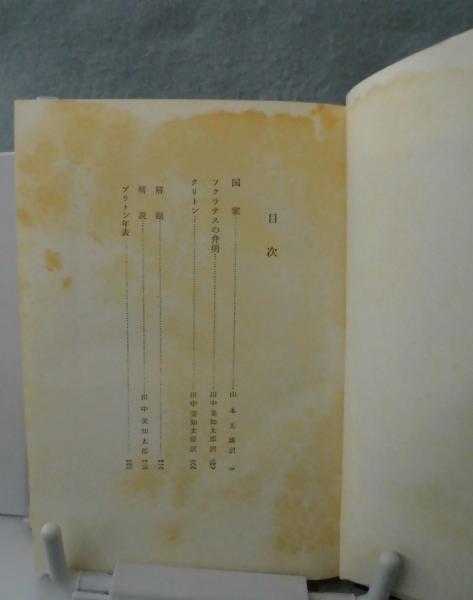 目次
国家 山本光雄訳
ソクラテスの弁明 田中美知太郎訳
クリトン 田中美知太郎訳
解題
解説 田中美知太郎
プラトン年表